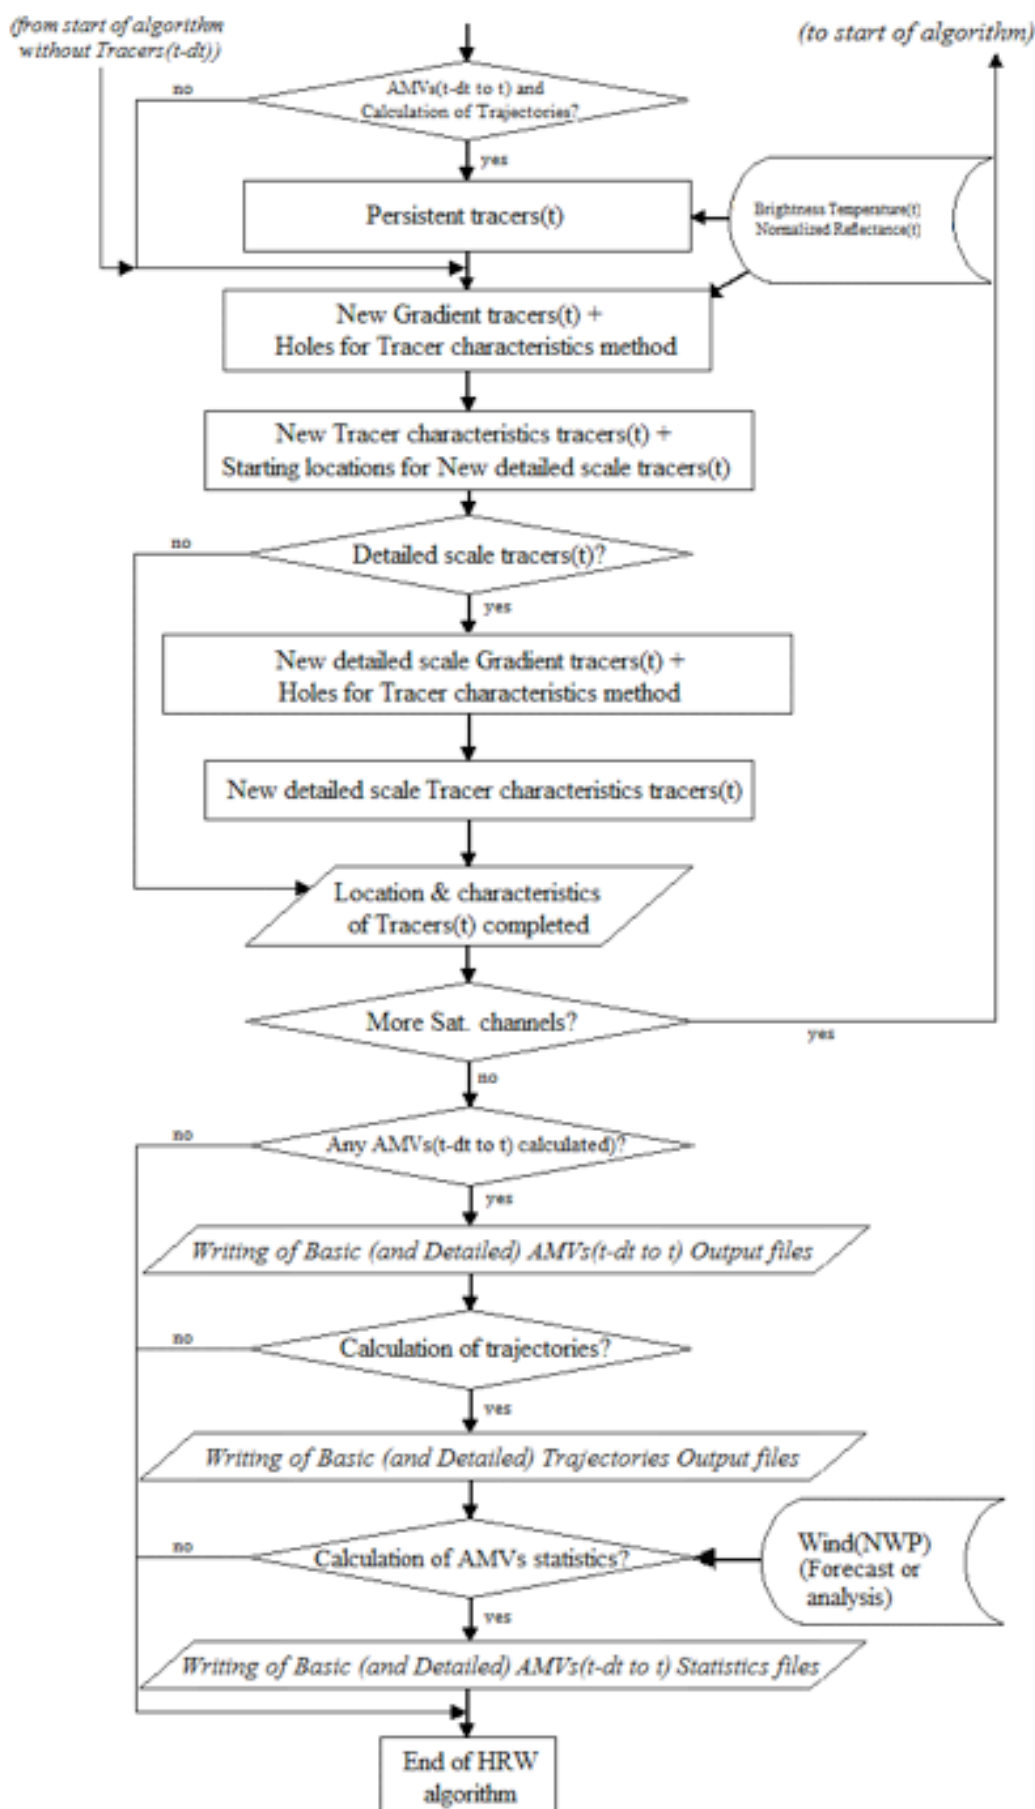 (from start of algorithm
without Tracers(t-dt))
(to start of algorithm)
AMVs(t-dt to t) and
Calculation of Trajectories?
no
yes
Persistent tracers(t)
Brightness Temperature(t)
Normalized Reflectance(t)
New Gradient tracers(t) +
Holes for Tracer characteristics method
New Tracer characteristics tracers(t) +
Starting locations for New detailed scale tracers(t)
no
Detailed scale tracers(t)?
yes
New detailed scale Gradient tracers(t) +
Holes for Tracer characteristics method
New detailed scale Tracer characteristics tracers(t)
Location & characteristics
of Tracers(t) completed
More Sat. channels?
yes
no
no
Any AMVs(t-dt to t) calculated)?
yes
Writing of Basic (and Detailed) AMVs(t-dt to t) Output files
no
Calculation of trajectories?
yes
Writing of Basic (and Detailed) Trajectories Output files
no
Calculation of AMVs statistics?
Wind(NWP)
(Forecast or
analysis)
yes
Writing of Basic (and Detailed) AMVs(t-dt to t) Statistics files
End of HRW
algorithm